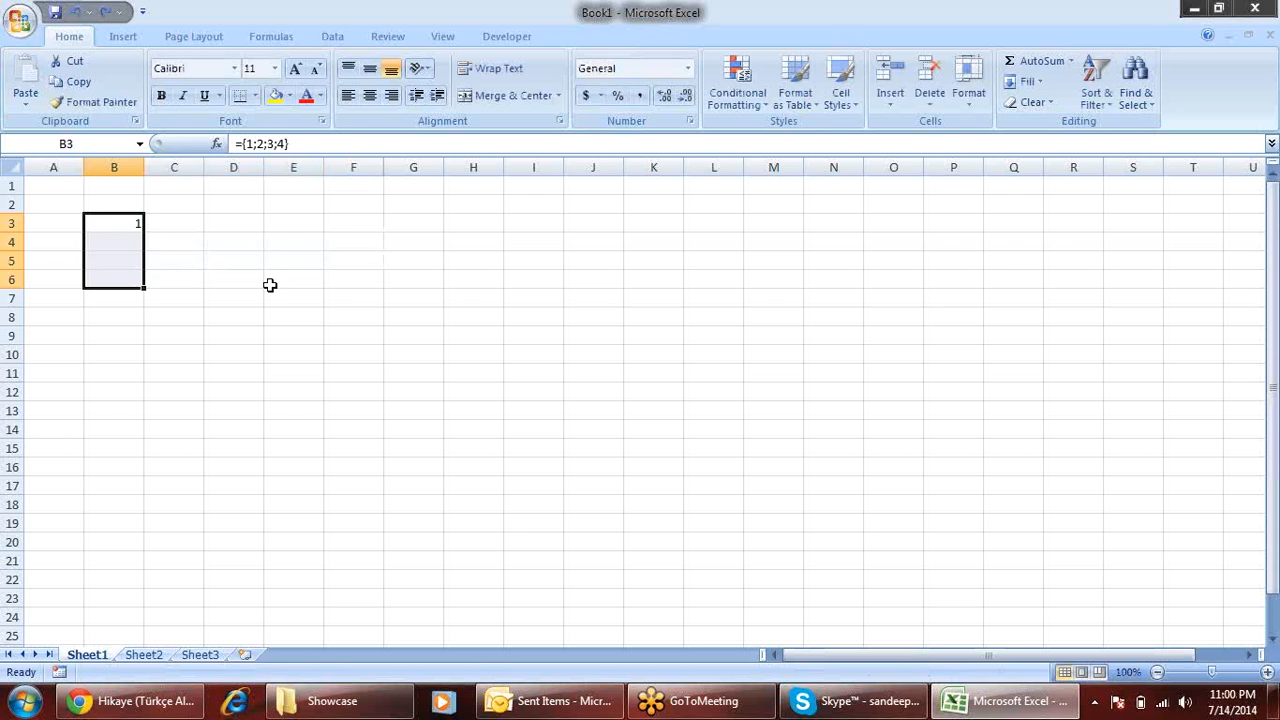 Book1 - Microsoft Excel
Home Insert Page Layout Formulas Data Review View Developer
Paste
Cut
Copy
Format Painter
Clipboard
Calibri 11
B I U
Font
Wrap Text
Merge & Center
Alignment
General
$ % ,
Number
Conditional Formatting
Format as Table
Cell Styles
Styles
Insert Delete Format
Cells
AutoSum
Fill
Clear
Sort & Filter
Find & Select
Editing
B3 fx ={1;2;3;4}
A B C D E F G H I J K L M N O P Q R S T U
1
2
3 1
4
5
6
7
8
9
10
11
12
13
14
15
16
17
18
19
20
21
22
23
24
25
Sheet1 Sheet2 Sheet3
Ready 100%
Hikaye (Türkçe Al... Showcase Sent Items - Micr... GoToMeeting Skype™ - sandeep... Microsoft Excel - ...
11:00 PM
7/14/2014